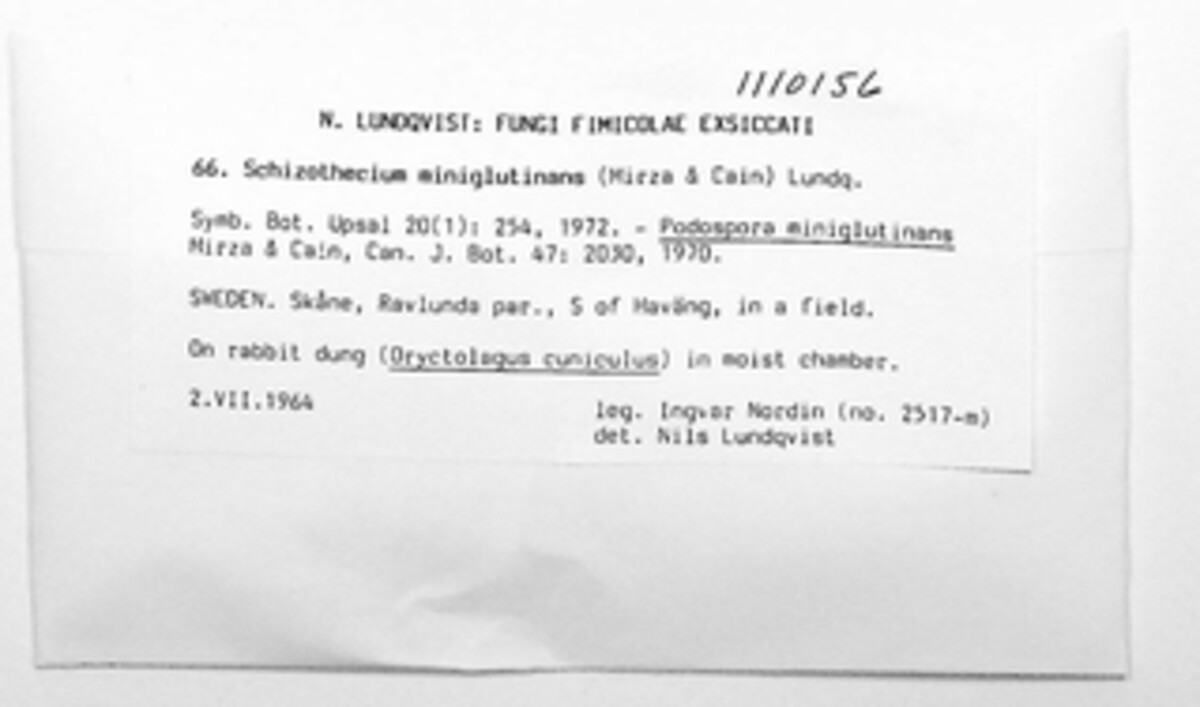 1110156
N. LUNDQVIST: FUNGI FIMICOLAE EXSICCATI
66. Schizothecium miniglutinans (Mirza & Cain) Lundq.
Symb. Bot. Upsal 20(1): 254, 1972. - Podospora miniglutinans
Mirza & Cain, Can. J. Bot. 47: 2030, 1970.
SWEDEN. Skåne, Ravlunda par., S of Haväng, in a field.
On rabbit dung (Oryctolagus cuniculus) in moist chamber.
2.VII.1964
leg. Ingvar Nordin (no. 2517-m)
det. Nils Lundqvist